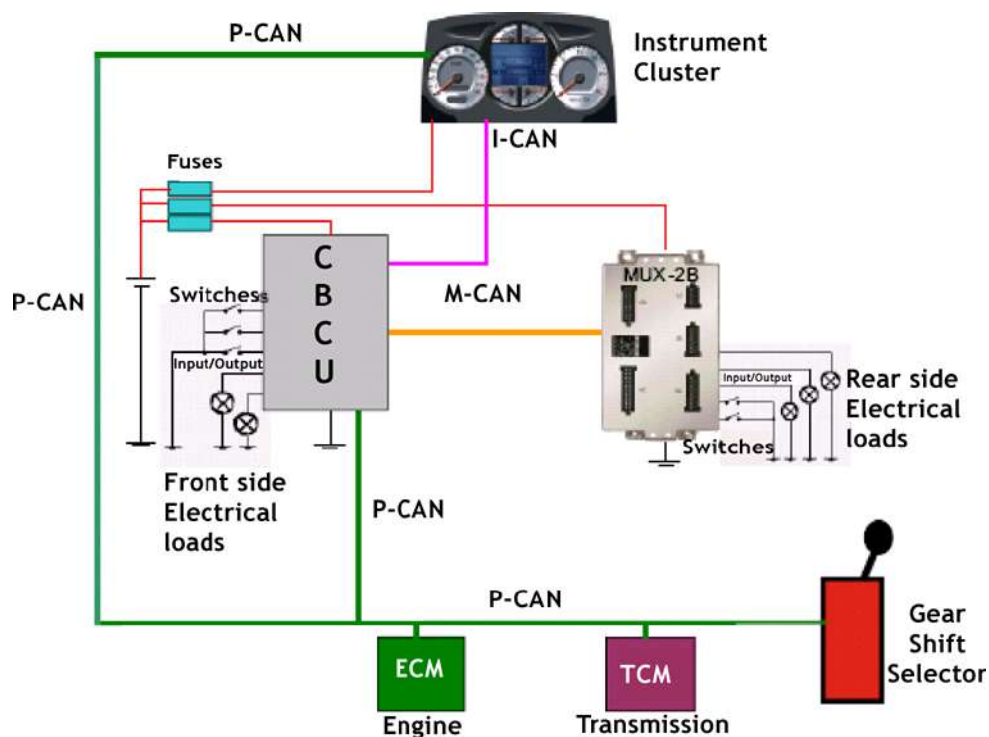 P-CAN
Instrument
Cluster
I-CAN
Fuses
P-CAN
Switches
C
B
C
U
M-CAN
MUX-2B
Input/Output
Input/Output
Switches
Rear side
Electrical
loads
Front side
Electrical
loads
P-CAN
P-CAN
ECM
Engine
TCM
Transmission
Gear
Shift
Selector